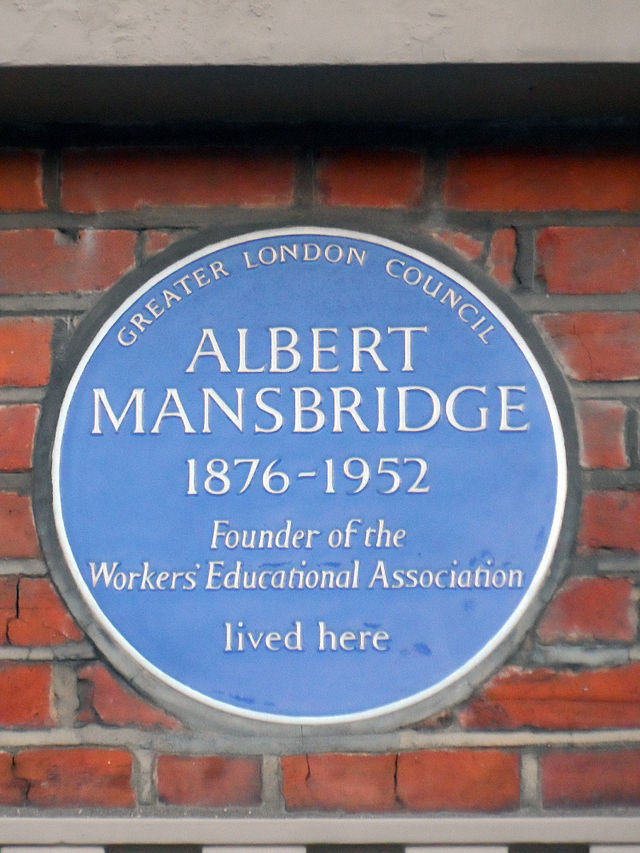 GREATER LONDON COUNCIL
ALBERT
MANSBRIDGE
1876-1952
Founder of the
Workers' Educational Association
lived here